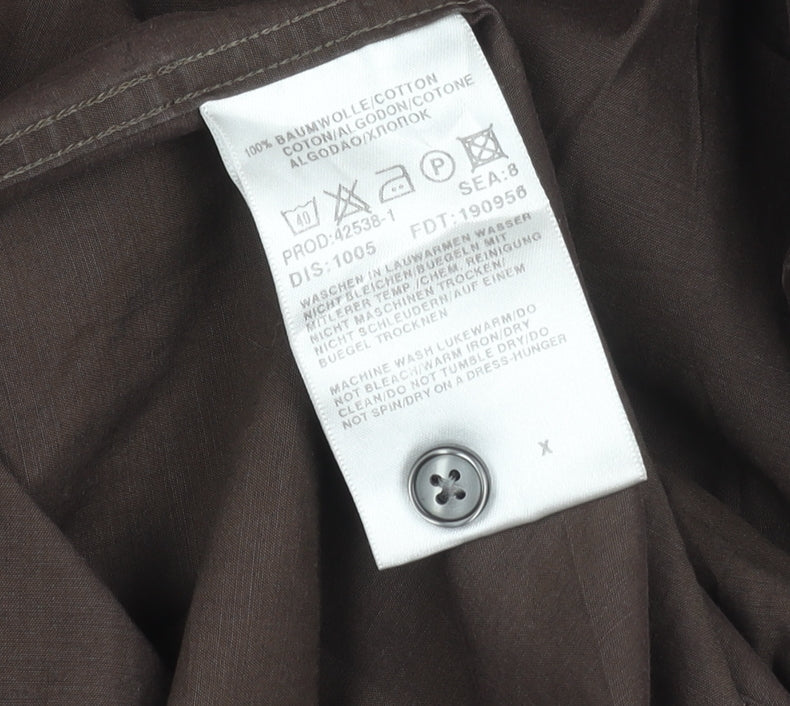 100% BAUMWOLLE/COTTON
COTON/ALGODON/COTONE
ALGODAO/ХЛОПОК
40 P
PROD:42538-1 SEA:8
DIS:1005 FDT:190956
WASCHEN IN LAUWARMEN WASSER
NICHT BLEICHEN/BUEGELN MIT
MITLERER TEMP./CHEM. REINIGUNG
NICHT MASCHINEN TROCKEN/
NICHT SCHLEUDERN/AUF EINEM
BUEGEL TROCKNEN
MACHINE WASH LUKEWARM/DO
NOT BLEACH/WARM IRON/DRY
CLEAN/DO NOT TUMBLE DRY/DO
NOT SPIN/DRY ON A DRESS-HUNGER
X